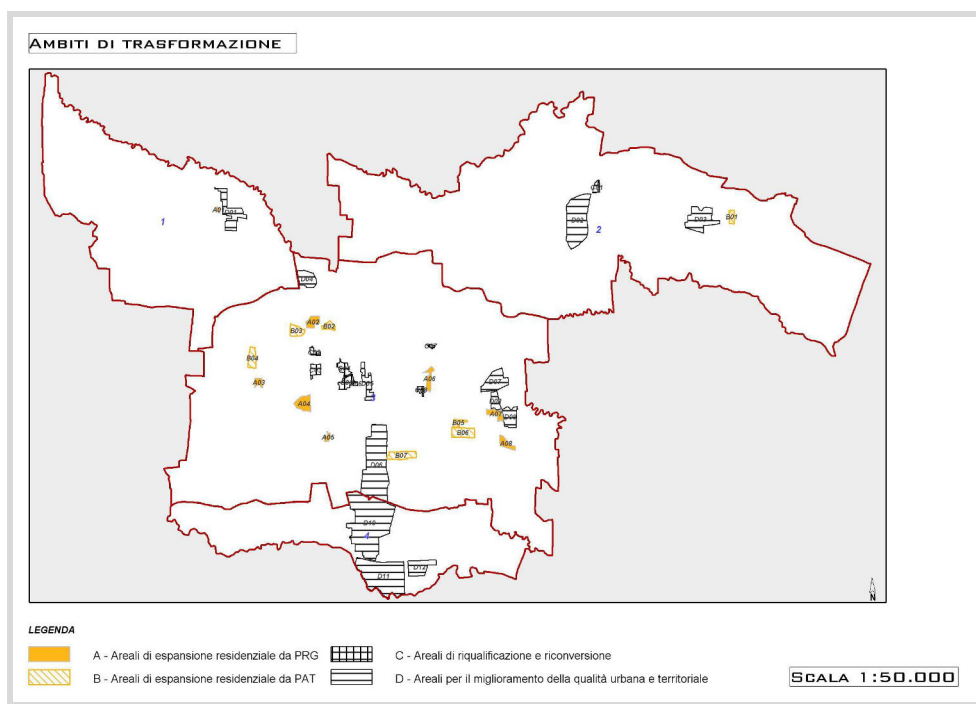 AMBITI DI TRASFORMAZIONE
1
D01
D02
2
D03
B01
D04
A02
B02
B03
B04
A03
A04
A05
A06
D07
A07
B05
B06
A08
B07
D06
D10
4
D11
D12
N
LEGENDA
A - Areali di espansione residenziale da PRG
C - Areali di riqualificazione e riconversione
B - Areali di espansione residenziale da PAT
D - Areali per il miglioramento della qualità urbana e territoriale
SCALA 1:50.000